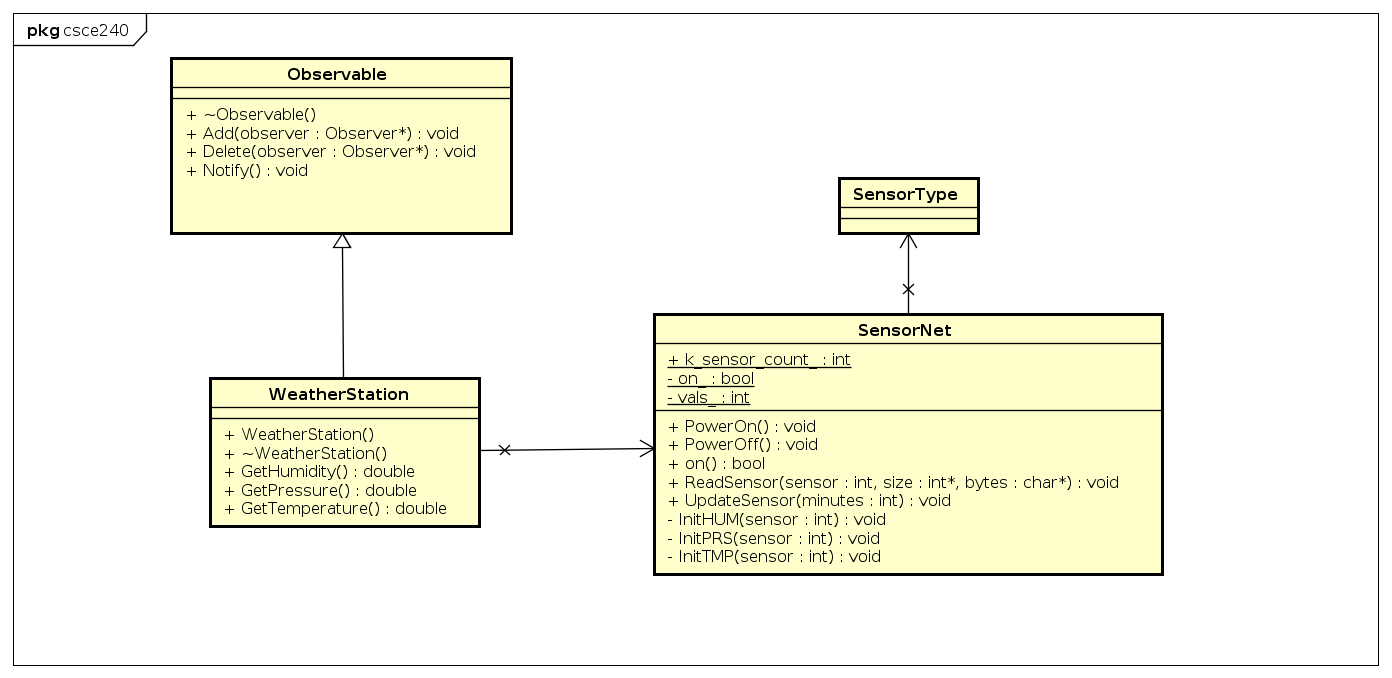 pkg csce240
Observable
+ ~Observable()
+ Add(observer : Observer*) : void
+ Delete(observer : Observer*) : void
+ Notify() : void
SensorType
SensorNet
+ k_sensor_count_ : int
- on_ : bool
- vals_ : int
+ PowerOn() : void
+ PowerOff() : void
+ on() : bool
+ ReadSensor(sensor : int, size : int*, bytes : char*) : void
+ UpdateSensor(minutes : int) : void
- InitHUM(sensor : int) : void
- InitPRS(sensor : int) : void
- InitTMP(sensor : int) : void
WeatherStation
+ WeatherStation()
+ ~WeatherStation()
+ GetHumidity() : double
+ GetPressure() : double
+ GetTemperature() : double